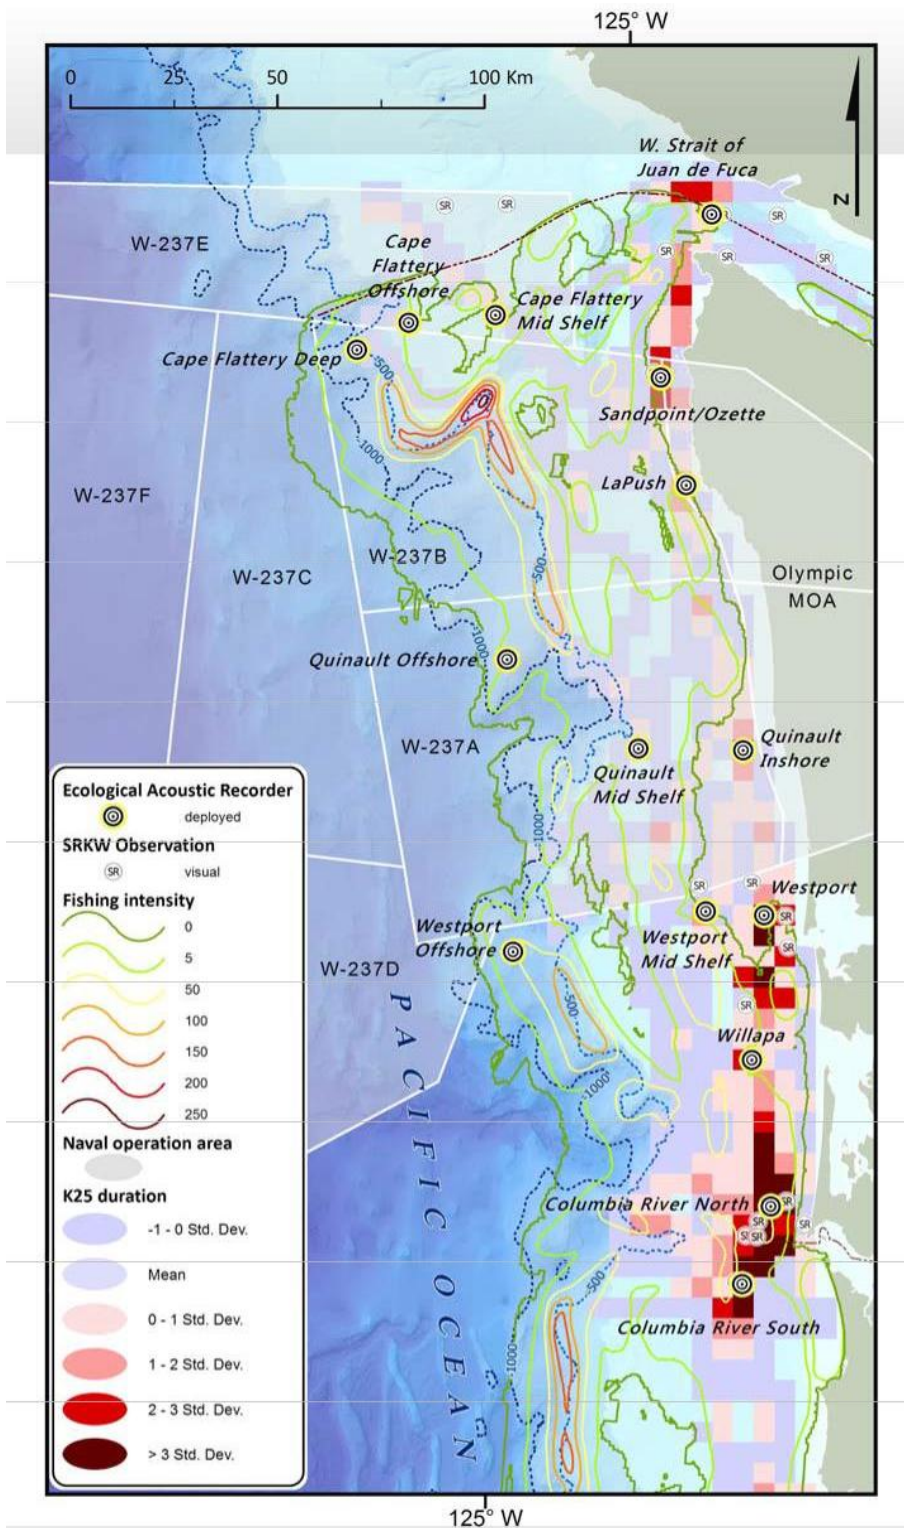 125° W
0 25 50 100 Km
W. Strait of
Juan de Fuca
N
SR SR SR
W-237E
Cape
Flattery
Offshore
SR SR SR
Cape Flattery
Mid Shelf
Cape Flattery Deep
-500
Sandpoint/Ozette
-1000
LaPush
W-237F
W-237B
W-237C
-500
Olympic
MOA
-1000
Quinault Offshore
W-237A
Quinault
Inshore
Quinault
Mid Shelf
-1000
SR SR
Westport
SR
Westport
Offshore
Westport
Mid Shelf
SR
W-237D
-500
SR
Willapa
-1000
Columbia River North
SR
SR
SR
SR
-500
Columbia River South
-1000
PACIFIC OCEAN
Ecological Acoustic Recorder
deployed
SRKW Observation
SR visual
Fishing intensity
0
5
50
100
150
200
250
Naval operation area
K25 duration
-1 - 0 Std. Dev.
Mean
0 - 1 Std. Dev.
1 - 2 Std. Dev.
2 - 3 Std. Dev.
> 3 Std. Dev.
125° W